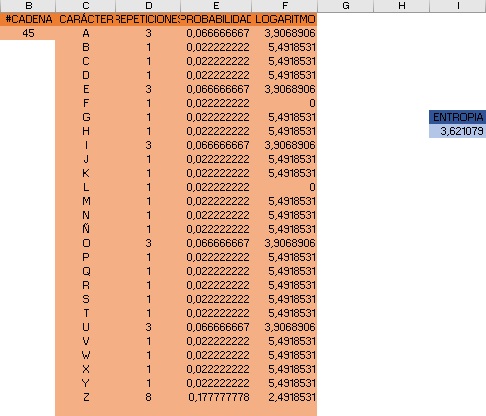 B C D E F G H I
#CADENA CARÁCTER REPETICIONES PROBABILIDAD LOGARITMO
45 A 3 0,066666667 3,9068906
B 1 0,022222222 5,4918531
C 1 0,022222222 5,4918531
D 1 0,022222222 5,4918531
E 3 0,066666667 3,9068906
F 1 0,022222222 0
G 1 0,022222222 5,4918531 ENTROPIA
H 1 0,022222222 5,4918531 3,621079
I 3 0,066666667 3,9068906
J 1 0,022222222 5,4918531
K 1 0,022222222 5,4918531
L 1 0,022222222 0
M 1 0,022222222 5,4918531
N 1 0,022222222 5,4918531
Ñ 1 0,022222222 5,4918531
O 3 0,066666667 3,9068906
P 1 0,022222222 5,4918531
Q 1 0,022222222 5,4918531
R 1 0,022222222 5,4918531
S 1 0,022222222 5,4918531
T 1 0,022222222 5,4918531
U 3 0,066666667 3,9068906
V 1 0,022222222 5,4918531
W 1 0,022222222 5,4918531
X 1 0,022222222 5,4918531
Y 1 0,022222222 5,4918531
Z 8 0,177777778 2,4918531